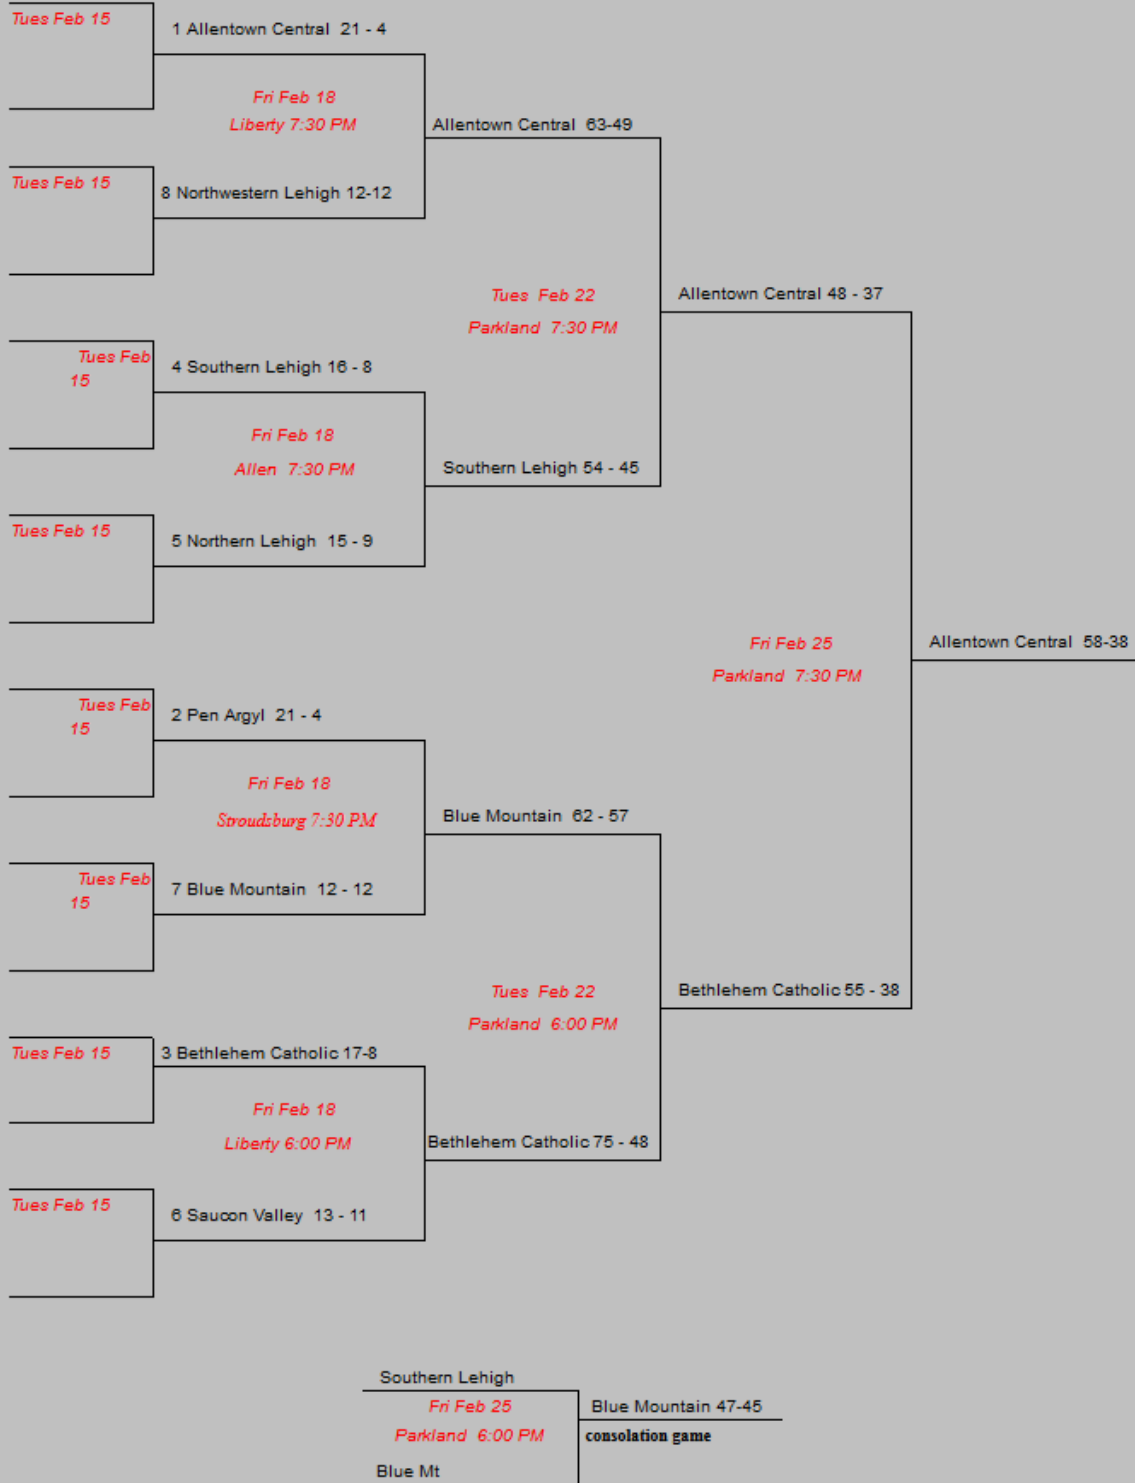 Tues Feb 15
1 Allentown Central 21 - 4
Fri Feb 18
Liberty 7:30 PM
Allentown Central 63-49
Tues Feb 15
8 Northwestern Lehigh 12-12
Tues Feb 22
Parkland 7:30 PM
Allentown Central 48 - 37
Tues Feb
15
4 Southern Lehigh 16 - 8
Fri Feb 18
Allen 7:30 PM
Southern Lehigh 54 - 45
Tues Feb 15
5 Northern Lehigh 15 - 9
Fri Feb 25
Parkland 7:30 PM
Allentown Central 58-38
Tues Feb
15
2 Pen Argyl 21 - 4
Fri Feb 18
Stroudsburg 7:30 PM
Blue Mountain 62 - 57
Tues Feb
15
7 Blue Mountain 12 - 12
Tues Feb 22
Parkland 6:00 PM
Bethlehem Catholic 55 - 38
Tues Feb 15
3 Bethlehem Catholic 17-8
Fri Feb 18
Liberty 6:00 PM
Bethlehem Catholic 75 - 48
Tues Feb 15
6 Saucon Valley 13 - 11
Southern Lehigh
Fri Feb 25
Parkland 6:00 PM
Blue Mountain 47-45
consolation game
Blue Mt